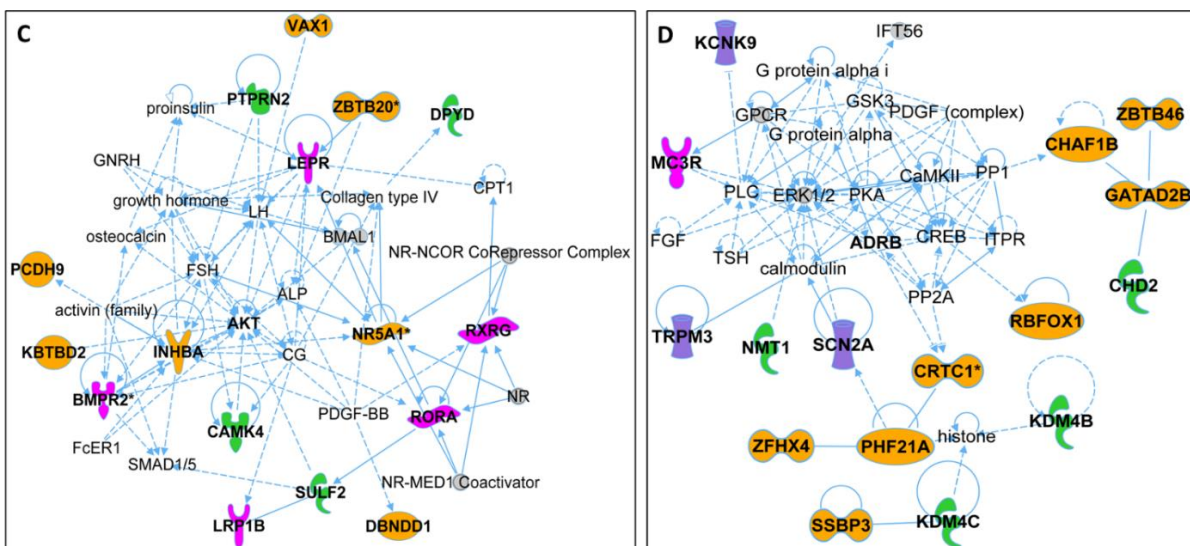 C
VAX1
PTPRN2
proinsulin
ZBTB20*
DPYD
LEPR
GNRH
CPT1
growth hormone
Collagen type IV
LH
osteocalcin
BMAL1
NR-NCOR CoRepressor Complex
PCDH9
FSH
ALP
activin (family)
AKT
NR5A1*
RXRG
KBTBD2
INHBA
CG
BMPR2*
NR
PDGF-BB
RORA
CAMK4
FcER1
SMAD1/5
NR-MED1 Coactivator
SULF2
LRP1B
DBNDD1
D
IFT56
KCNK9
G protein alpha i
GSK3
PDGF (complex)
GPCR
G protein alpha
ZBTB46
CHAF1B
MC3R
CaMKII
PP1
PLC
ERK1/2
PKA
GATAD2B
FGF
TSH
ADRB
CREB
ITPR
calmodulin
CHD2
PP2A
RBFOX1
TRPM3
NMT1
SCN2A
CRTC1*
KDM4B
histone
ZFHX4
PHF21A
SSBP3
KDM4C